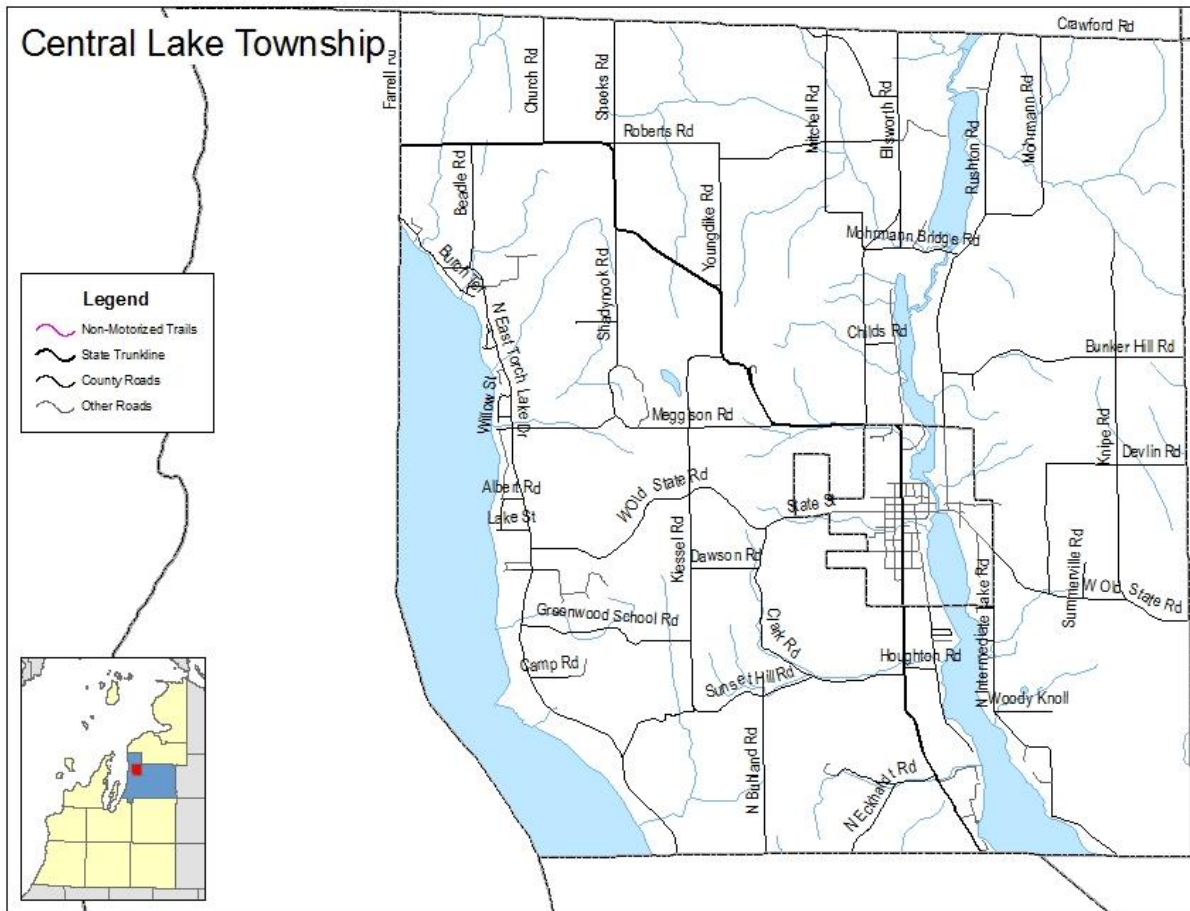 Central Lake Township
Crawford Rd
Farrell Rd
Church Rd
Sheeks Rd
Roberts Rd
Mitchell Rd
Ellsworth Rd
Rushton Rd
Mohrmann Rd
Beadle Rd
Youngdike Rd
Mohrmann Bridge Rd
Burch Ter
Shadynook Rd
N East Torch Lake Dr
Childs Rd
Bunker Hill Rd
Legend
Non-Motorized Trails
State Trunkline
County Roads
Other Roads
Willow St
Meggison Rd
Knipe Rd
Devlin Rd
Albert Rd
W Old State Rd
State St
Lake St
Kiessel Rd
Dawson Rd
Summerville Rd
W Old State Rd
Greenwood School Rd
Clark Rd
N Intermediate Lake Rd
Camp Rd
Sunset Hill Rd
Houghton Rd
Woody Knoll
N Buhland Rd
N Eckhardt Rd